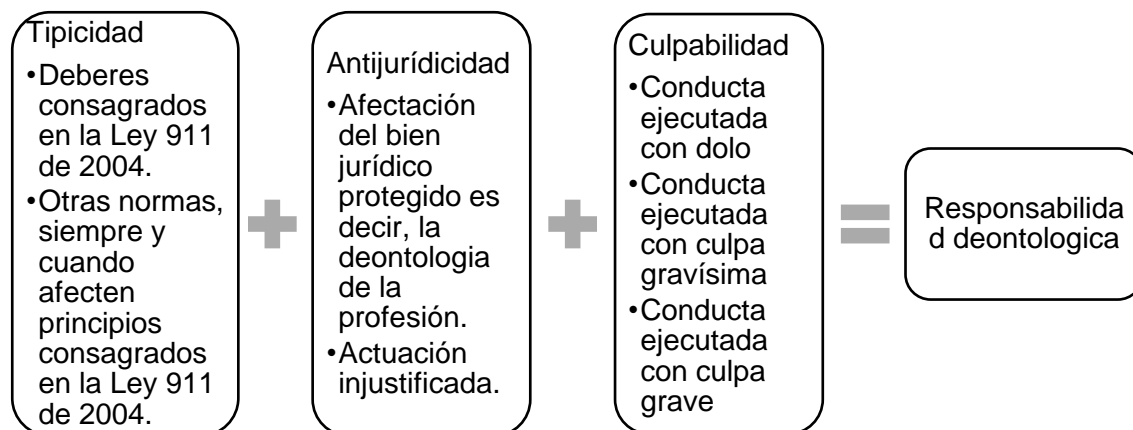 Tipicidad
•Deberes
consagrados
en la Ley 911
de 2004.
•Otras normas,
siempre y
cuando
afecten
principios
consagrados
en la Ley 911
de 2004.
Antijurídicidad
•Afectación
del bien
jurídico
protegido es
decir, la
deontologia
de la
profesión.
•Actuación
injustificada.
Culpabilidad
•Conducta
ejecutada
con dolo
•Conducta
ejecutada
con culpa
gravísima
•Conducta
ejecutada
con culpa
grave
Responsabilida
d deontologica